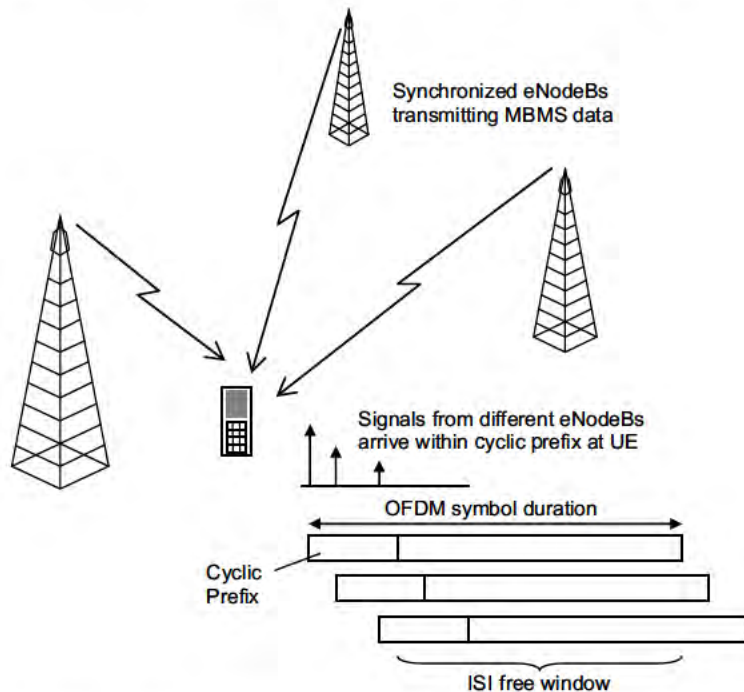 Synchronized eNodeBs
transmitting MBMS data
Signals from different eNodeBs
arrive within cyclic prefix at UE
OFDM symbol duration
Cyclic
Prefix
ISI free window